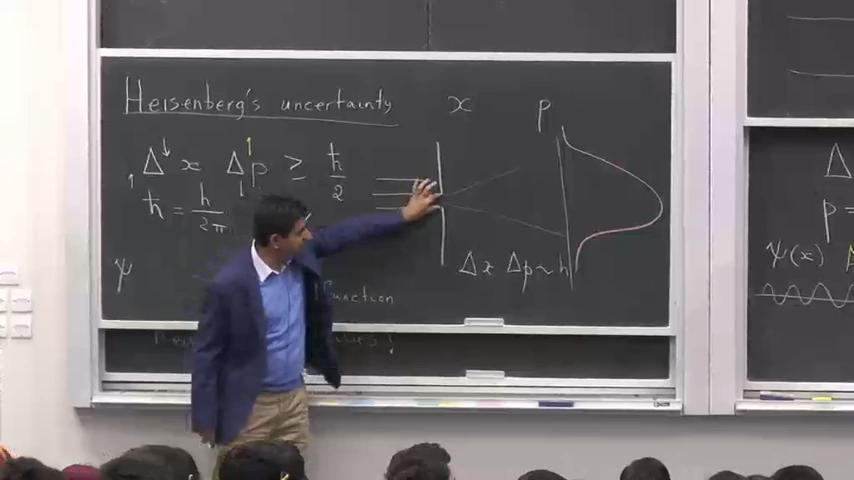 Heisenberg's uncertainty
x p
Δx Δp ≥ ħ/2
ħ = h/2π
Δx Δp ~ h
ψ
function
Δ
p =
ψ(x)